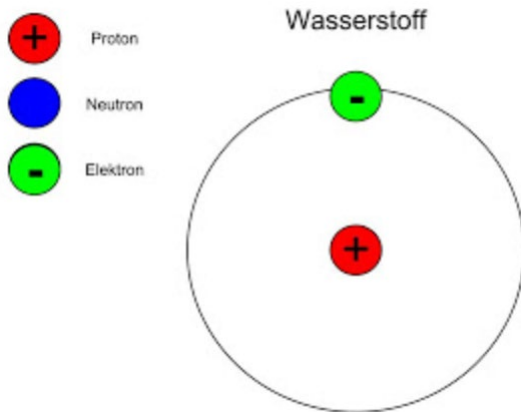 Wasserstoff
+
Proton
Neutron
-
Elektron
-
+